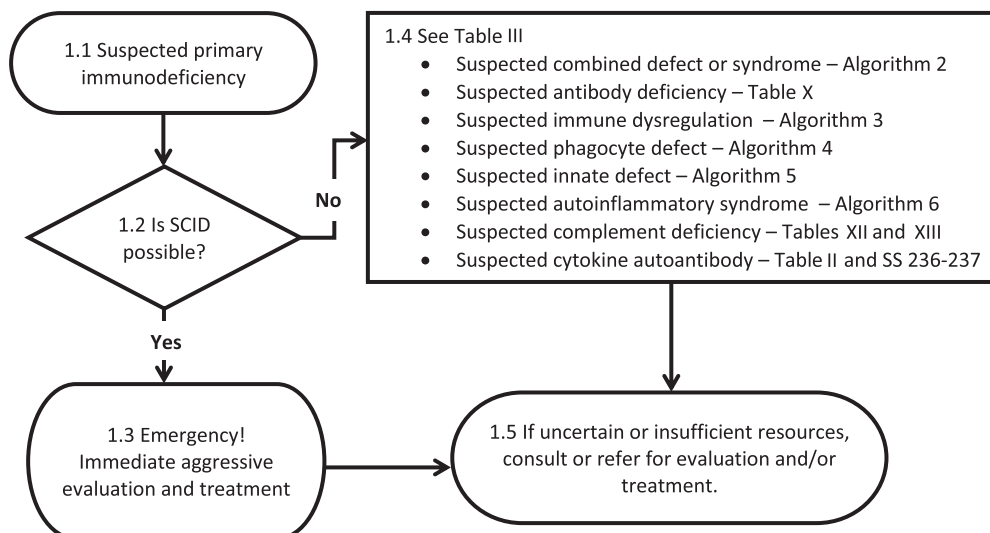 1.1 Suspected primary
immunodeficiency
1.2 Is SCID
possible?
No
Yes
1.3 Emergency!
Immediate aggressive
evaluation and treatment
1.4 See Table III
• Suspected combined defect or syndrome – Algorithm 2
• Suspected antibody deficiency – Table X
• Suspected immune dysregulation – Algorithm 3
• Suspected phagocyte defect – Algorithm 4
• Suspected innate defect – Algorithm 5
• Suspected autoinflammatory syndrome – Algorithm 6
• Suspected complement deficiency – Tables XII and XIII
• Suspected cytokine autoantibody – Table II and SS 236-237
1.5 If uncertain or insufficient resources,
consult or refer for evaluation and/or
treatment.